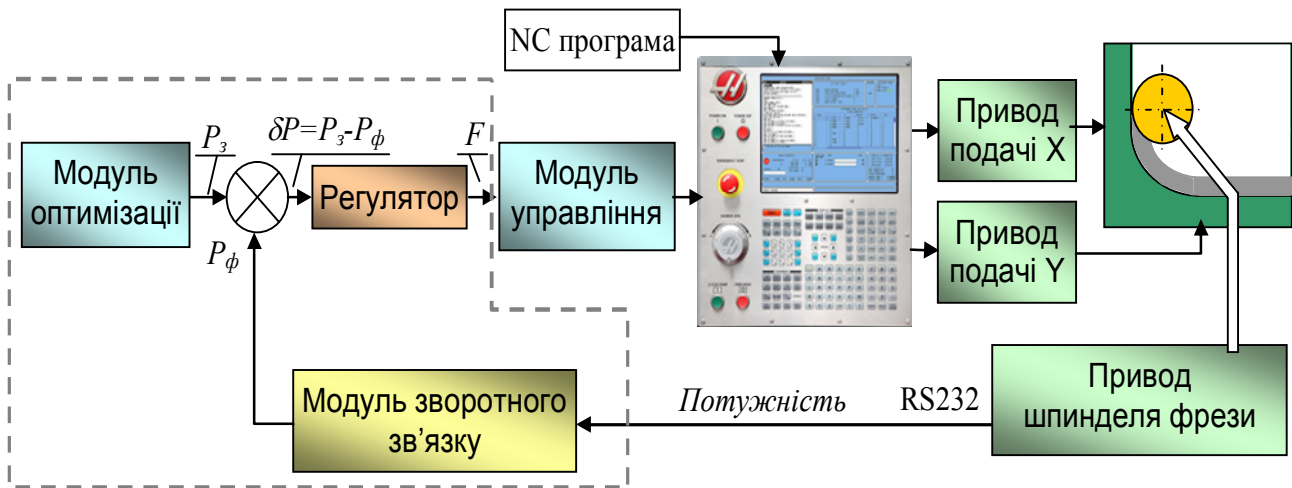 NC програма
Модуль
оптимізації
Pз
δP=Pз-Pф
Регулятор
F
Модуль
управління
Привод
подачі X
Привод
подачі Y
Pф
Модуль зворотного
зв’язку
Потужність
RS232
Привод
шпинделя фрези